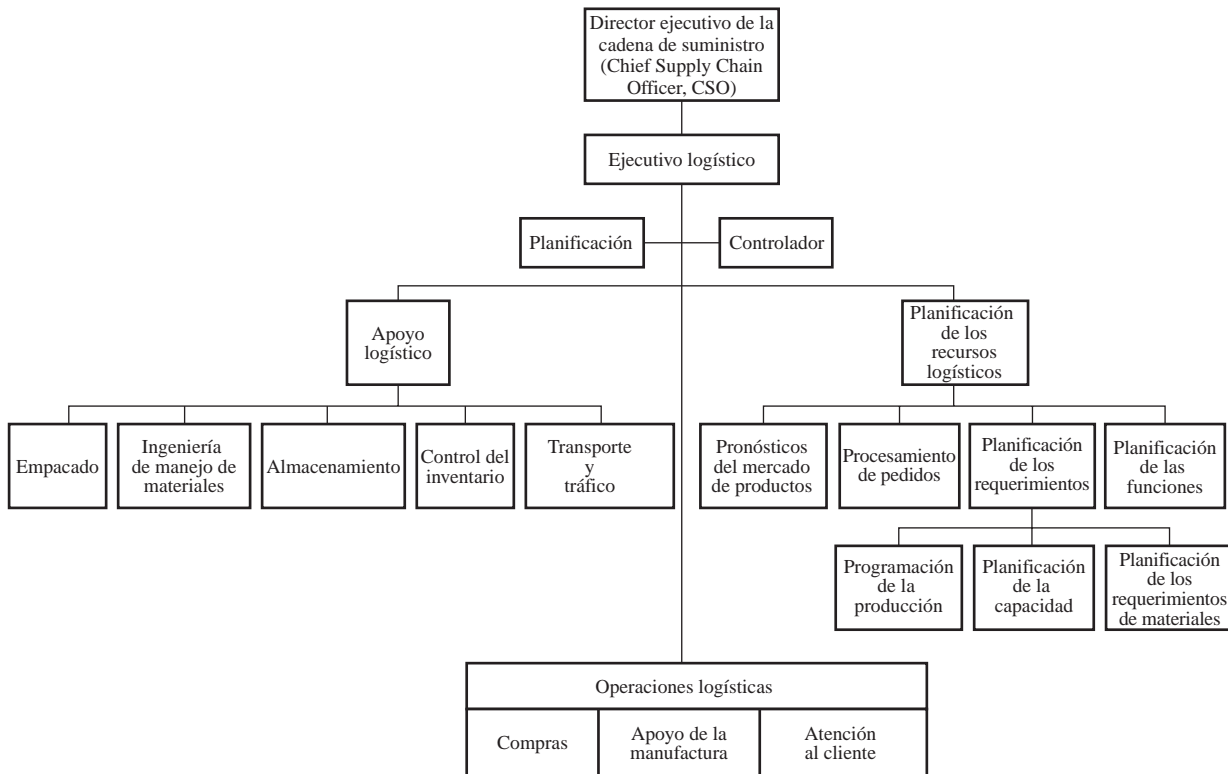 Director ejecutivo de la
cadena de suministro
(Chief Supply Chain
Officer, CSO)
Ejecutivo logístico
Planificación
Controlador
Apoyo
logístico
Planificación
de los
recursos
logísticos
Empacado
Ingeniería
de manejo de
materiales
Almacenamiento
Control del
inventario
Transporte
y
tráfico
Pronósticos
del mercado
de productos
Procesamiento
de pedidos
Planificación
de los
requerimientos
Planificación
de las
funciones
Programación
de la
producción
Planificación
de la
capacidad
Planificación
de los
requerimientos
de materiales
Operaciones logísticas
Compras
Apoyo de la
manufactura
Atención
al cliente